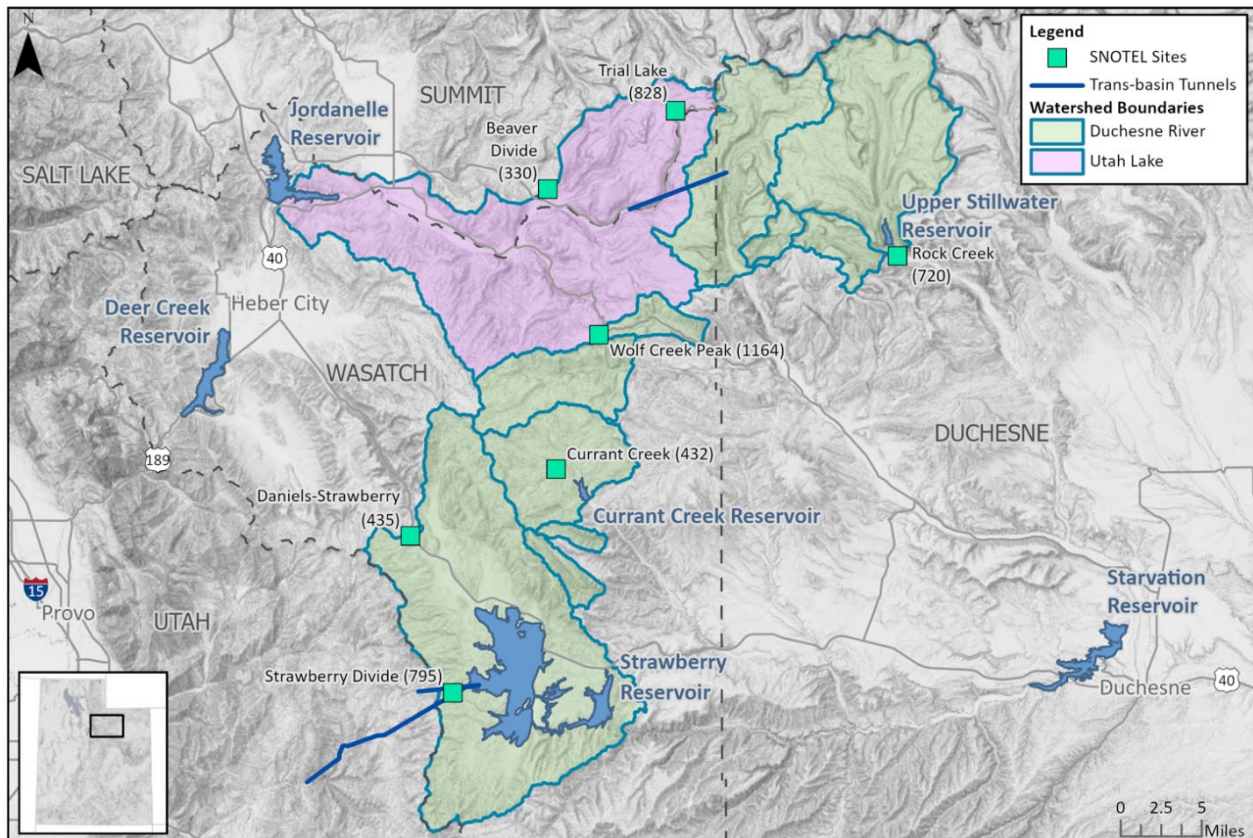 N
SUMMIT
Trial Lake
(828)
Beaver
Divide
(330)
Jordanelle
Reservoir
SALT LAKE
40
Heber City
Deer Creek
Reservoir
WASATCH
189
Upper Stillwater
Reservoir
Rock Creek
(720)
Wolf Creek Peak (1164)
DUCHESNE
Currant Creek (432)
Currant Creek Reservoir
Daniels-Strawberry
(435)
15
Provo
UTAH
Strawberry Divide (795)
Strawberry
Reservoir
Starvation
Reservoir
Duchesne
40
Legend
SNOTEL Sites
Trans-basin Tunnels
Watershed Boundaries
Duchesne River
Utah Lake
0 2.5 5
Miles